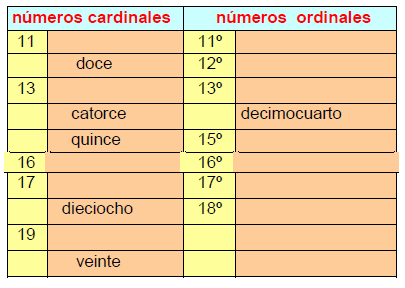 números cardinales números ordinales
11 11º
doce 12º
13 13º
catorce decimocuarto
quince 15º
16 16º
17 17º
dieciocho 18º
19
veinte